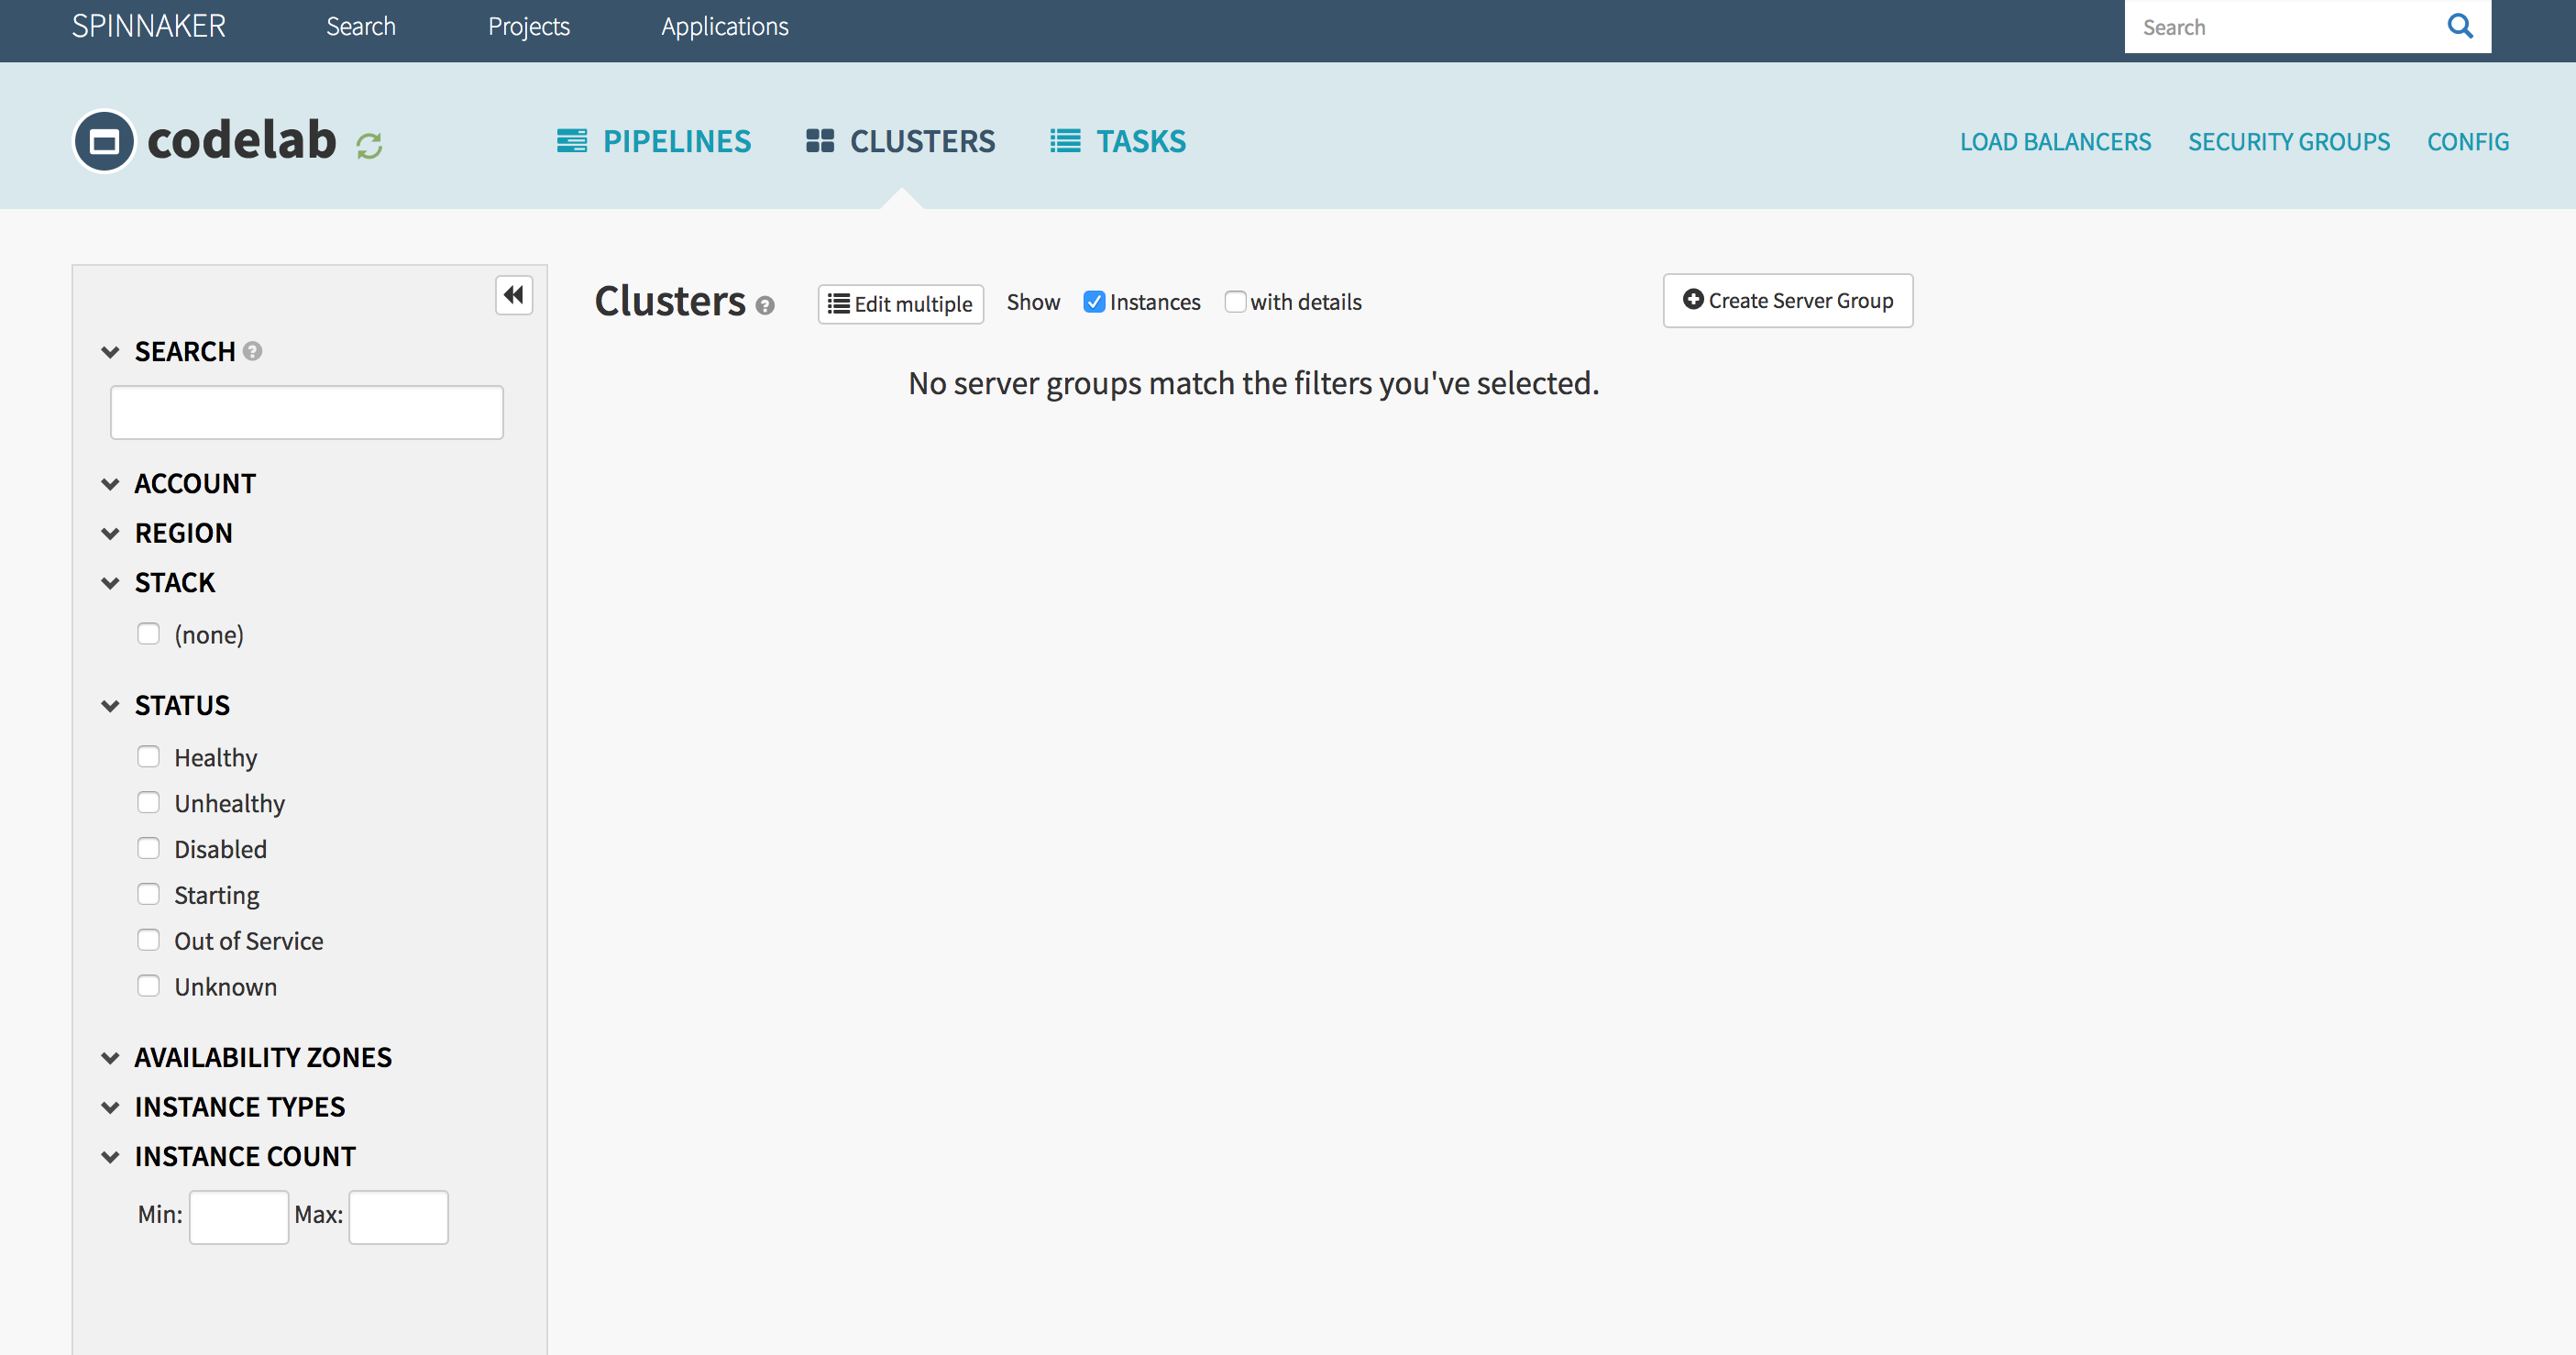 SPINNAKER Search Projects Applications Search
codelab PIPELINES CLUSTERS TASKS LOAD BALANCERS SECURITY GROUPS CONFIG
Clusters ? Edit multiple Show Instances with details Create Server Group
No server groups match the filters you've selected.
SEARCH ?
ACCOUNT
REGION
STACK
(none)
STATUS
Healthy
Unhealthy
Disabled
Starting
Out of Service
Unknown
AVAILABILITY ZONES
INSTANCE TYPES
INSTANCE COUNT
Min: Max: